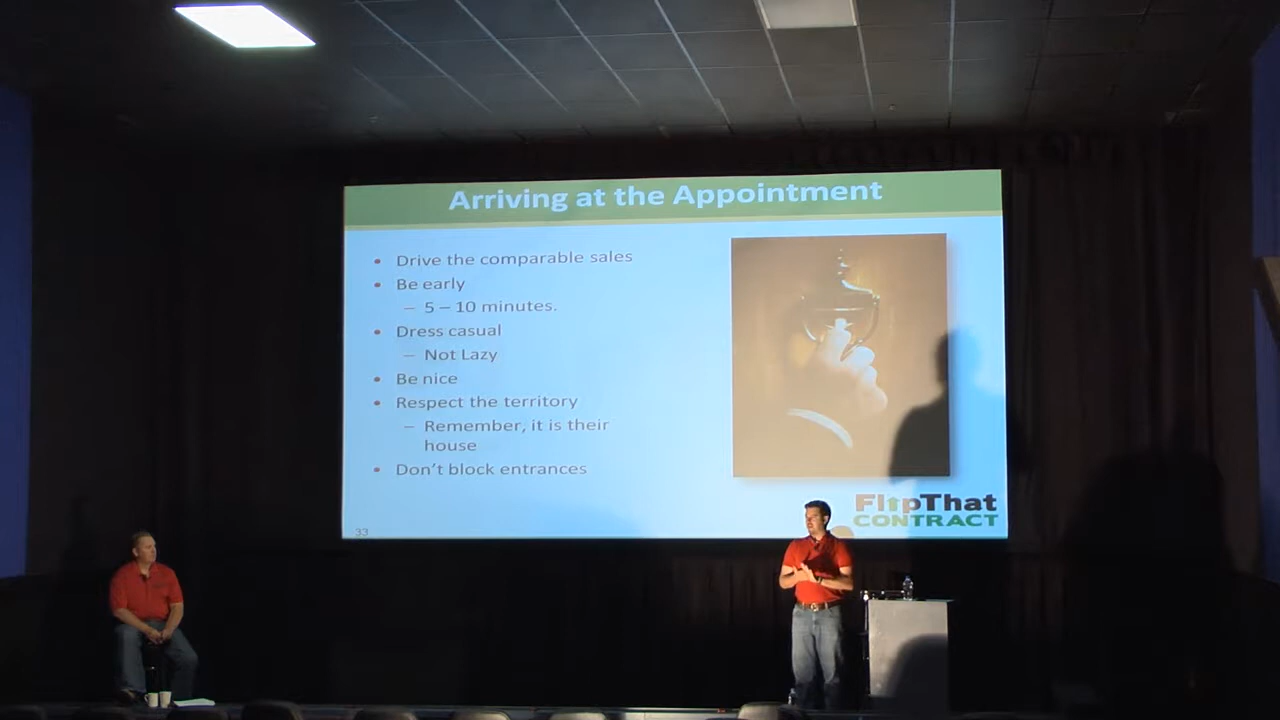 Arriving at the Appointment
• Drive the comparable sales
• Be early
– 5 – 10 minutes.
• Dress casual
– Not Lazy
• Be nice
• Respect the territory
– Remember, it is their
house
• Don't block entrances
33
FlipThat
CONTRACT